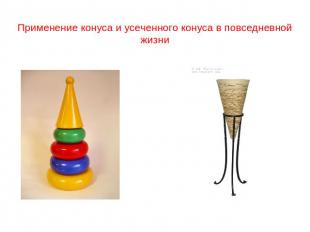 Применение конуса и усеченного конуса в повседневной
жизни